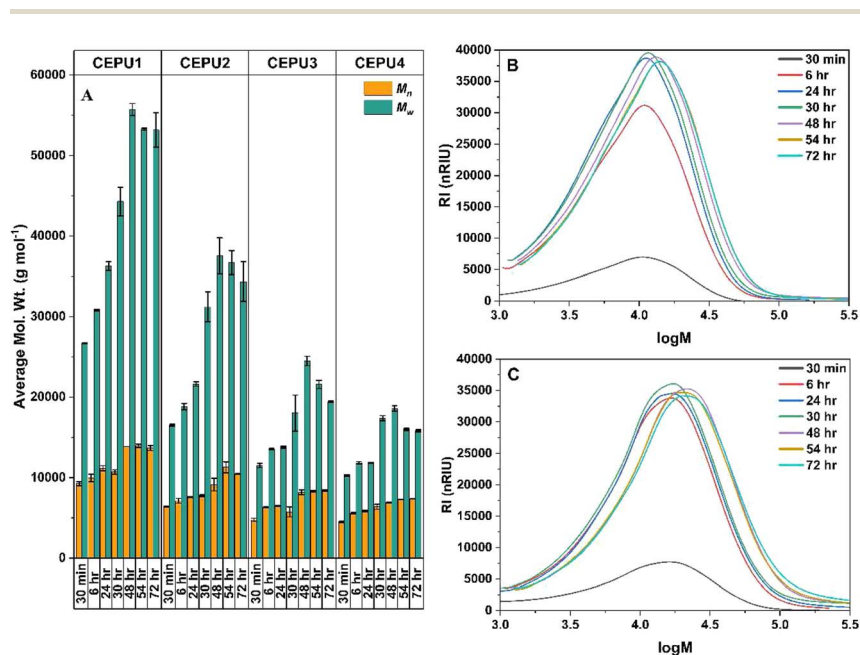 CEPU1 CEPU2 CEPU3 CEPU4
A
Mn
Mw
Average Mol. Wt. (g mol-1)
60000
50000
40000
30000
20000
10000
0
30 min 6 hr 24 hr 30 hr 48 hr 54 hr 72 hr 30 min 6 hr 24 hr 30 hr 48 hr 54 hr 72 hr 30 min 6 hr 24 hr 30 hr 48 hr 54 hr 72 hr 30 min 6 hr 24 hr 30 hr 48 hr 54 hr 72 hr
B
30 min
6 hr
24 hr
30 hr
48 hr
54 hr
72 hr
RI (nRIU)
40000
35000
30000
25000
20000
15000
10000
5000
0
3.0 3.5 4.0 4.5 5.0 5.5
logM
C
30 min
6 hr
24 hr
30 hr
48 hr
54 hr
72 hr
RI (nRIU)
40000
35000
30000
25000
20000
15000
10000
5000
0
3.0 3.5 4.0 4.5 5.0 5.5
logM